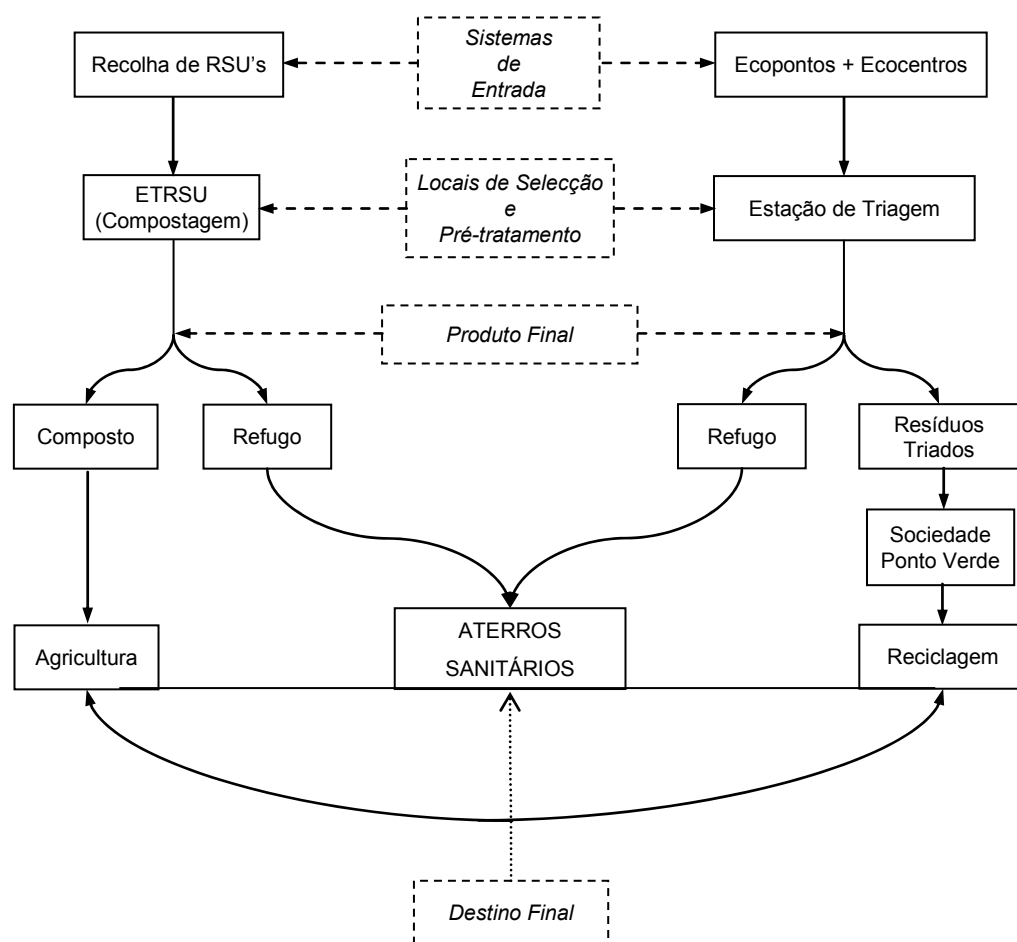 Sistemas
de
Entrada
Recolha de RSU's
Ecopontos + Ecocentros
ETRSU
(Compostagem)
Locais de Selecção
e
Pré-tratamento
Estação de Triagem
Produto Final
Composto
Refugo
Refugo
Resíduos
Triados
Sociedade
Ponto Verde
Agricultura
ATERROS
SANITÁRIOS
Reciclagem
Destino Final